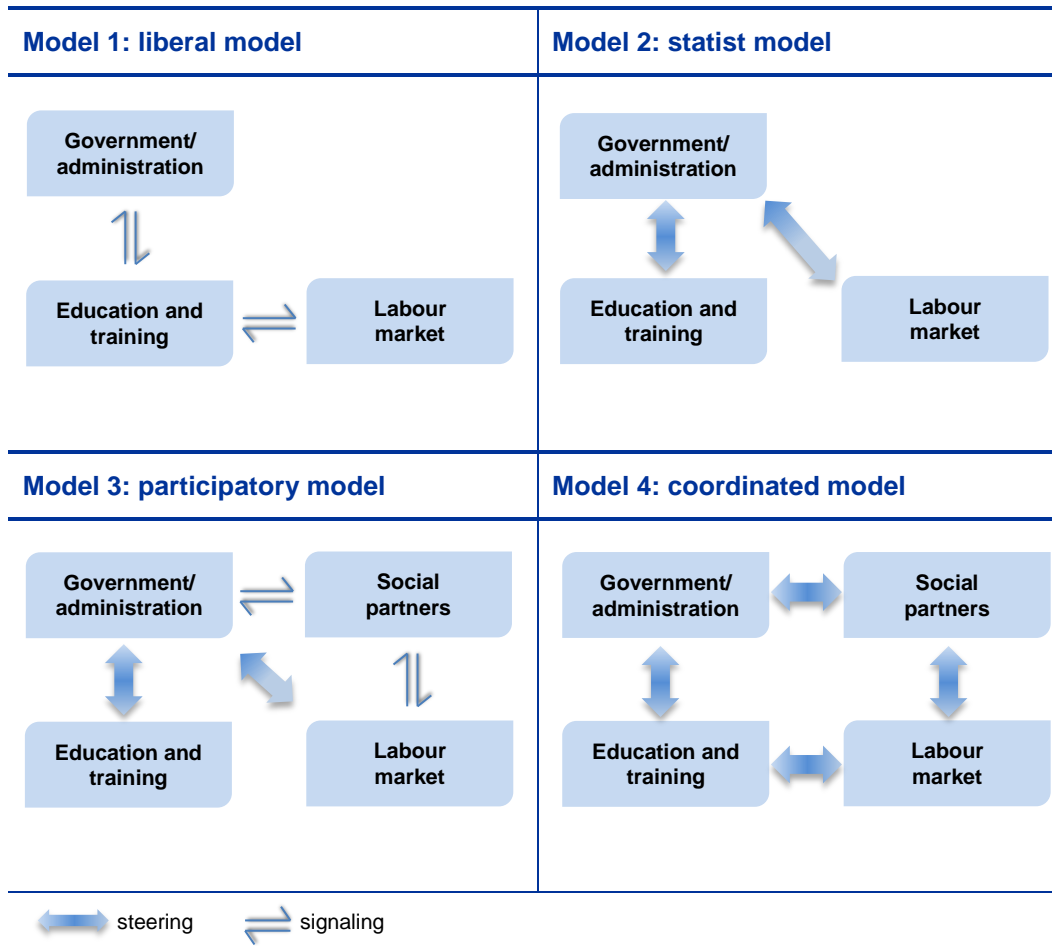 Model 1: liberal model
Model 2: statist model
Government/
administration
Education and
training
Labour
market
Government/
administration
Education and
training
Labour
market
Model 3: participatory model
Model 4: coordinated model
Government/
administration
Social
partners
Education and
training
Labour
market
Government/
administration
Social
partners
Education and
training
Labour
market
steering
signaling